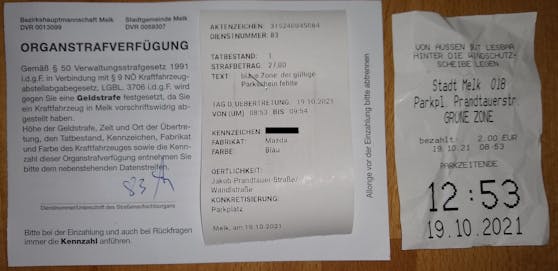 Bezirkshauptmannschaft Melk
DVR 0013099
Stadtgemeinde Melk
DVR 0069307
ORGANSTRAFVERFÜGUNG
Gemäß § 50 Verwaltungsstrafgesetz 1991
i.d.g.F. in Verbindung mit § 9 NÖ Kraftfahrzeug-
abstellabgabegesetz, LGBL. 3706 i.d.g.F. wird
gegen Sie eine Geldstrafe festgesetzt, da Sie
ein Kraftfahrzeug in Melk vorschriftswidrig ab-
gestellt haben.
Höhe der Geldstrafe, Zeit und Ort der Übertre-
tung, den Tatbestand, Kennzeichen, Fabrikat
und Farbe des Kraftfahrzeuges sowie die Kenn-
zahl dieser Organstrafverfügung entnehmen Sie
bitte dem nebenstehenden Datenstreifen.
83
Dienstnummer/Unterschrift des Straßenaufsichtsorgans
Bitte bei der Einzahlung und auch bei Rückfragen
immer die Kennzahl anführen.
AKTENZEICHEN: 315240945084
DIENSTNUMMER: 83
TATBESTAND: 1
STRAFBETRAG: 27,00
TEXT blaue Zone der gültige
Parkschein fehlte
TAG D.UEBERTRETUNG: 19.10.2021
VON (UM) 08:53 BIS 09:54
KENNZEICHEN:
FABRIKAT: Mazda
FARBE: Blau
OERTLICHKEIT:
Jakob Prandtauer-Straße/
Wandlstraße
KONKRETISIERUNG:
Parkplatz
Melk, am 19.10.2021
Allonge vor der Einzahlung bitte abtrennen
VON AUSSEN GUT LESBAR
HINTER DIE WINDSCHUTZ-
SCHEIBE LEGEN
Stadt Melk 018
Parkpl. Prandtauerstr
GRÜNE ZONE
bezahlt: 2.00 EURO
19.10.21 08:53
PARKZEITENDE
12:53
19.10.2021